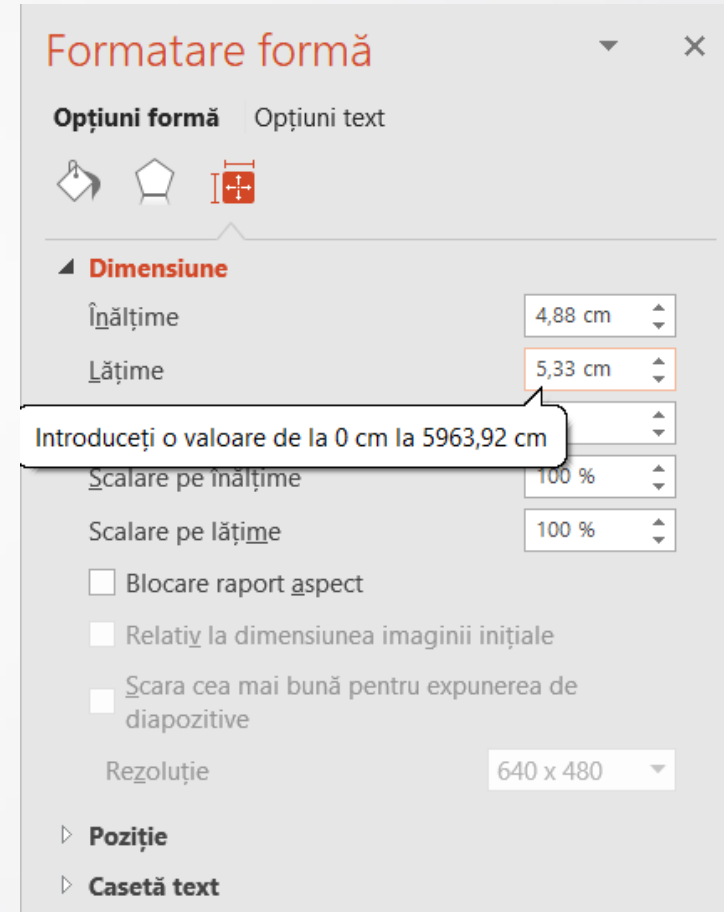 Formatare formă
Opțiuni formă Opțiuni text
Dimensiune
Înălțime 4,88 cm
Lățime 5,33 cm
Introduceți o valoare de la 0 cm la 5963,92 cm
Scalare pe înălțime 100 %
Scalare pe lățime 100 %
Blocare raport aspect
Relativ la dimensiunea imaginii inițiale
Scara cea mai bună pentru expunerea de
diapozitive
Rezoluție 640 x 480
Poziție
Casetă text